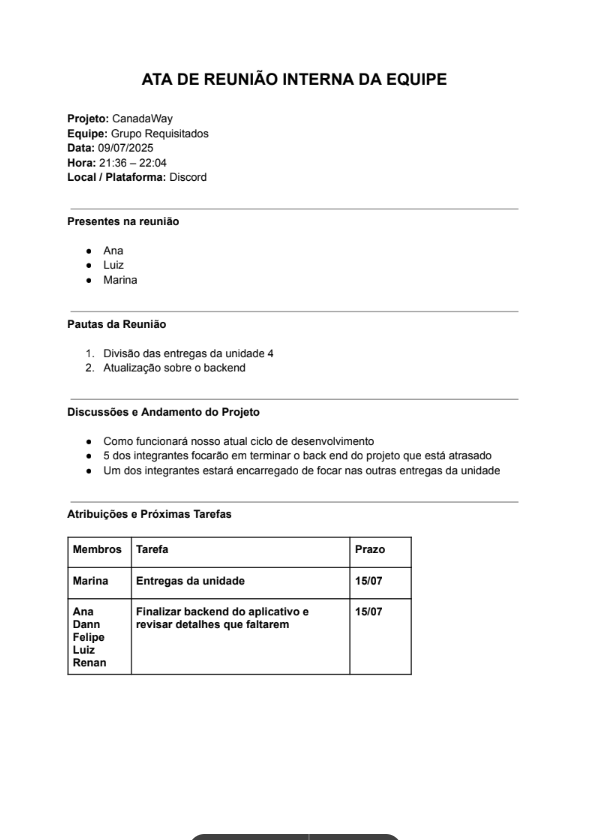 ATA DE REUNIÃO INTERNA DA EQUIPE
Projeto: CanadaWay
Equipe: Grupo Requisitados
Data: 09/07/2025
Hora: 21:36 – 22:04
Local / Plataforma: Discord
Presentes na reunião
● Ana
● Luiz
● Marina
Pautas da Reunião
1. Divisão das entregas da unidade 4
2. Atualização sobre o backend
Discussões e Andamento do Projeto
● Como funcionará nosso atual ciclo de desenvolvimento
● 5 dos integrantes focarão em terminar o back end do projeto que está atrasado
● Um dos integrantes estará encarregado de focar nas outras entregas da unidade
Atribuições e Próximas Tarefas
Membros Tarefa Prazo
Marina Entregas da unidade 15/07
Ana Finalizar backend do aplicativo e 15/07
Dann revisar detalhes que faltarem
Felipe
Luiz
Renan